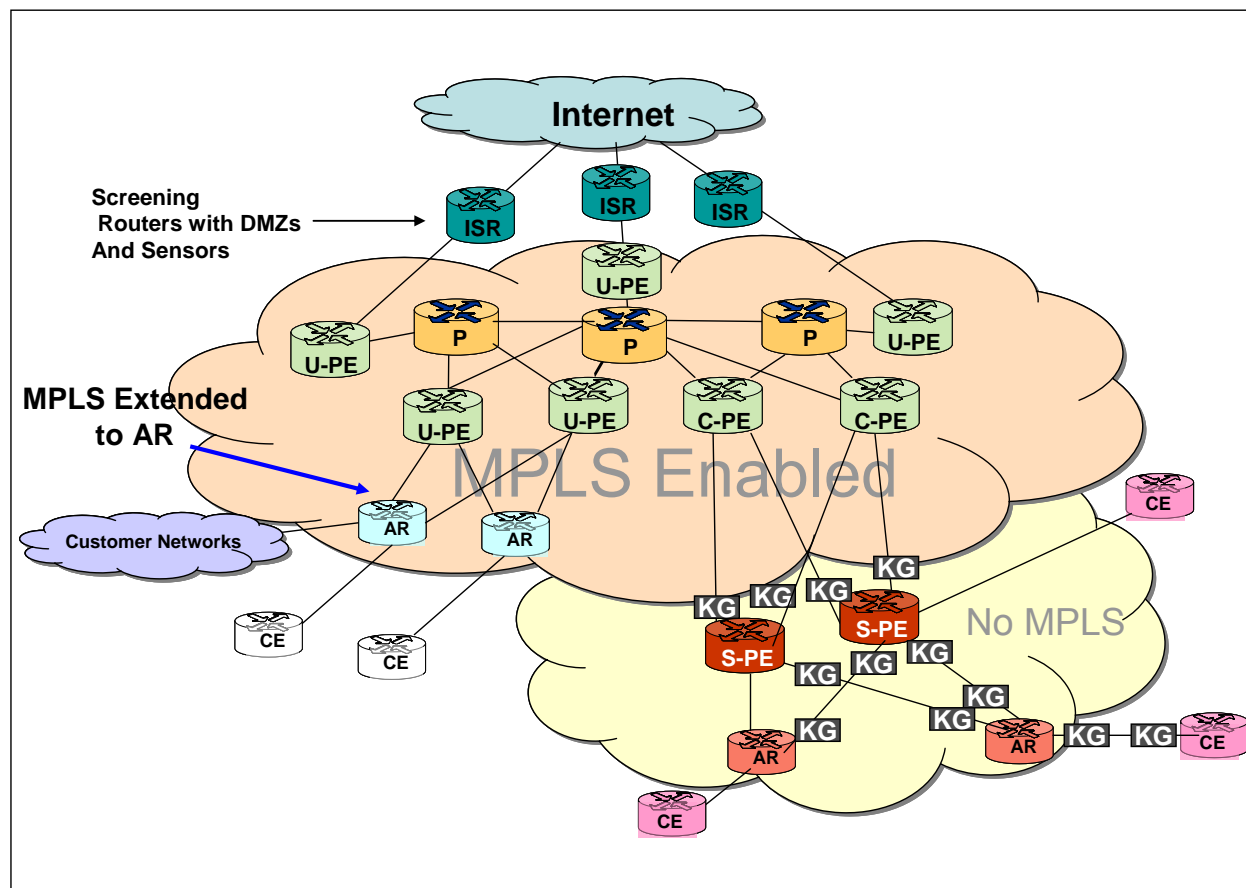 Internet
Screening
Routers with DMZs
And Sensors
ISR
ISR
ISR
U-PE
U-PE
P
P
P
U-PE
MPLS Extended
to AR
U-PE
U-PE
C-PE
C-PE
MPLS Enabled
CE
AR
AR
Customer Networks
KG
KG
KG
KG
CE
CE
S-PE
S-PE
No MPLS
KG
KG
KG
KG
KG
KG
AR
AR
KG
KG
CE
CE